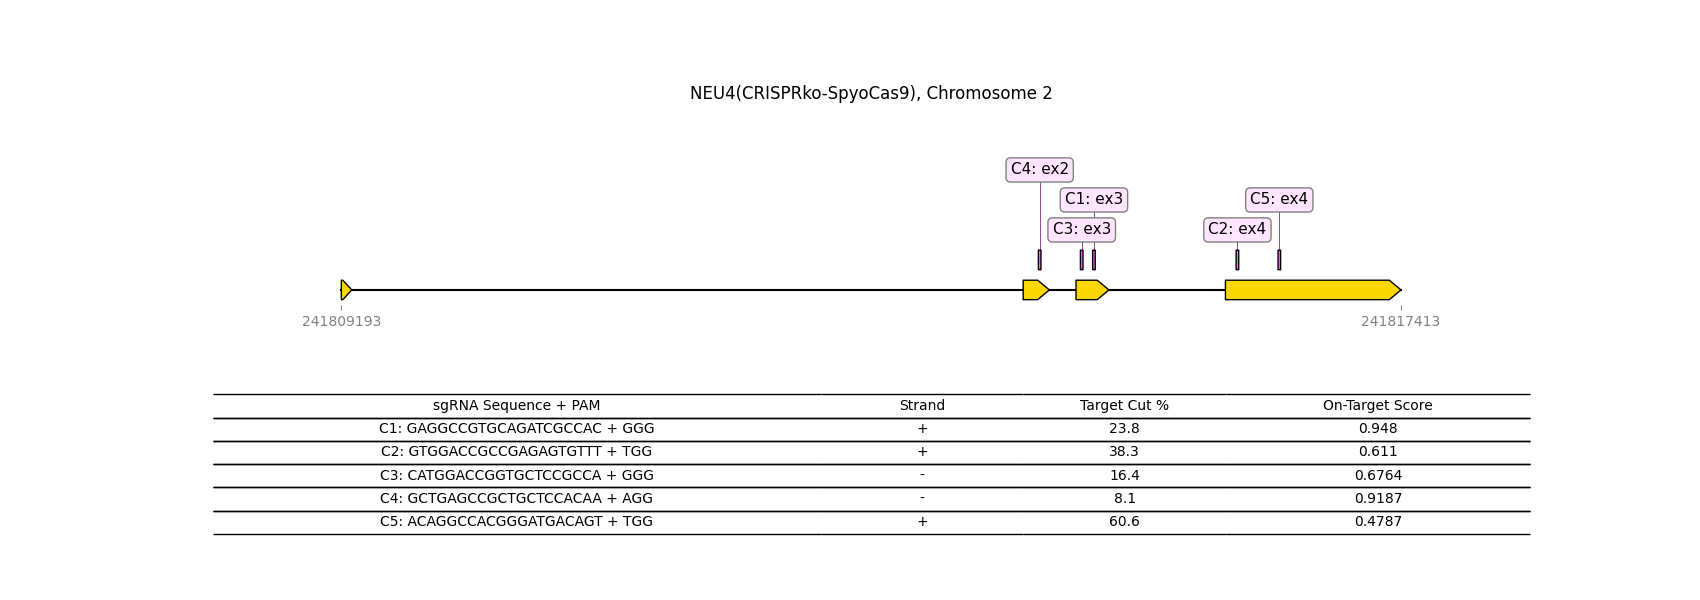 NEU4(CRISPRko-SpyoCas9), Chromosome 2
C4: ex2
C1: ex3
C5: ex4
C3: ex3
C2: ex4
241809193
241817413
sgRNA Sequence + PAM Strand Target Cut % On-Target Score
C1: GAGGCCGTGCAGATCGCCAC + GGG + 23.8 0.948
C2: GTGGACCGCCGAGAGTGTTT + TGG + 38.3 0.611
C3: CATGGACCGGTGCTCCGCCA + GGG - 16.4 0.6764
C4: GCTGAGCCGCTGCTCCACAA + AGG - 8.1 0.9187
C5: ACAGGCCACGGGATGACAGT + TGG + 60.6 0.4787